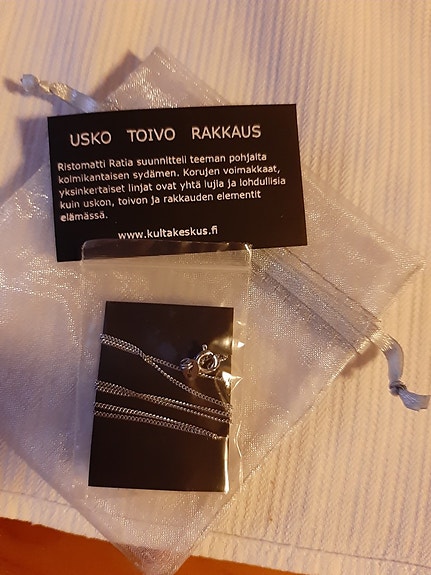 USKO TOIVO RAKKAUS
Ristomatti Ratia suunnitteli teeman pohjalta
kolmikantaisen sydämen. Korujen voimakkaat,
yksinkertaiset linjat ovat yhtä lujia ja lohdullisia
kuin uskon, toivon ja rakkauden elementit
elämässä.
www.kultakeskus.fi